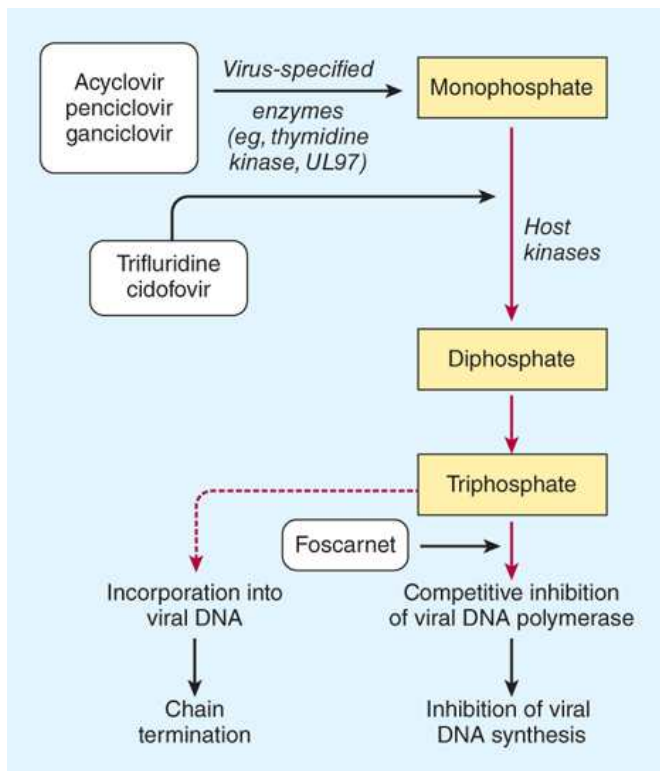 Acyclovir
penciclovir
ganciclovir
Virus-specified
enzymes
(eg, thymidine
kinase, UL97)
Monophosphate
Trifluridine
cidofovir
Host
kinases
Diphosphate
Triphosphate
Foscarnet
Incorporation into
viral DNA
Competitive inhibition
of viral DNA polymerase
Chain
termination
Inhibition of viral
DNA synthesis